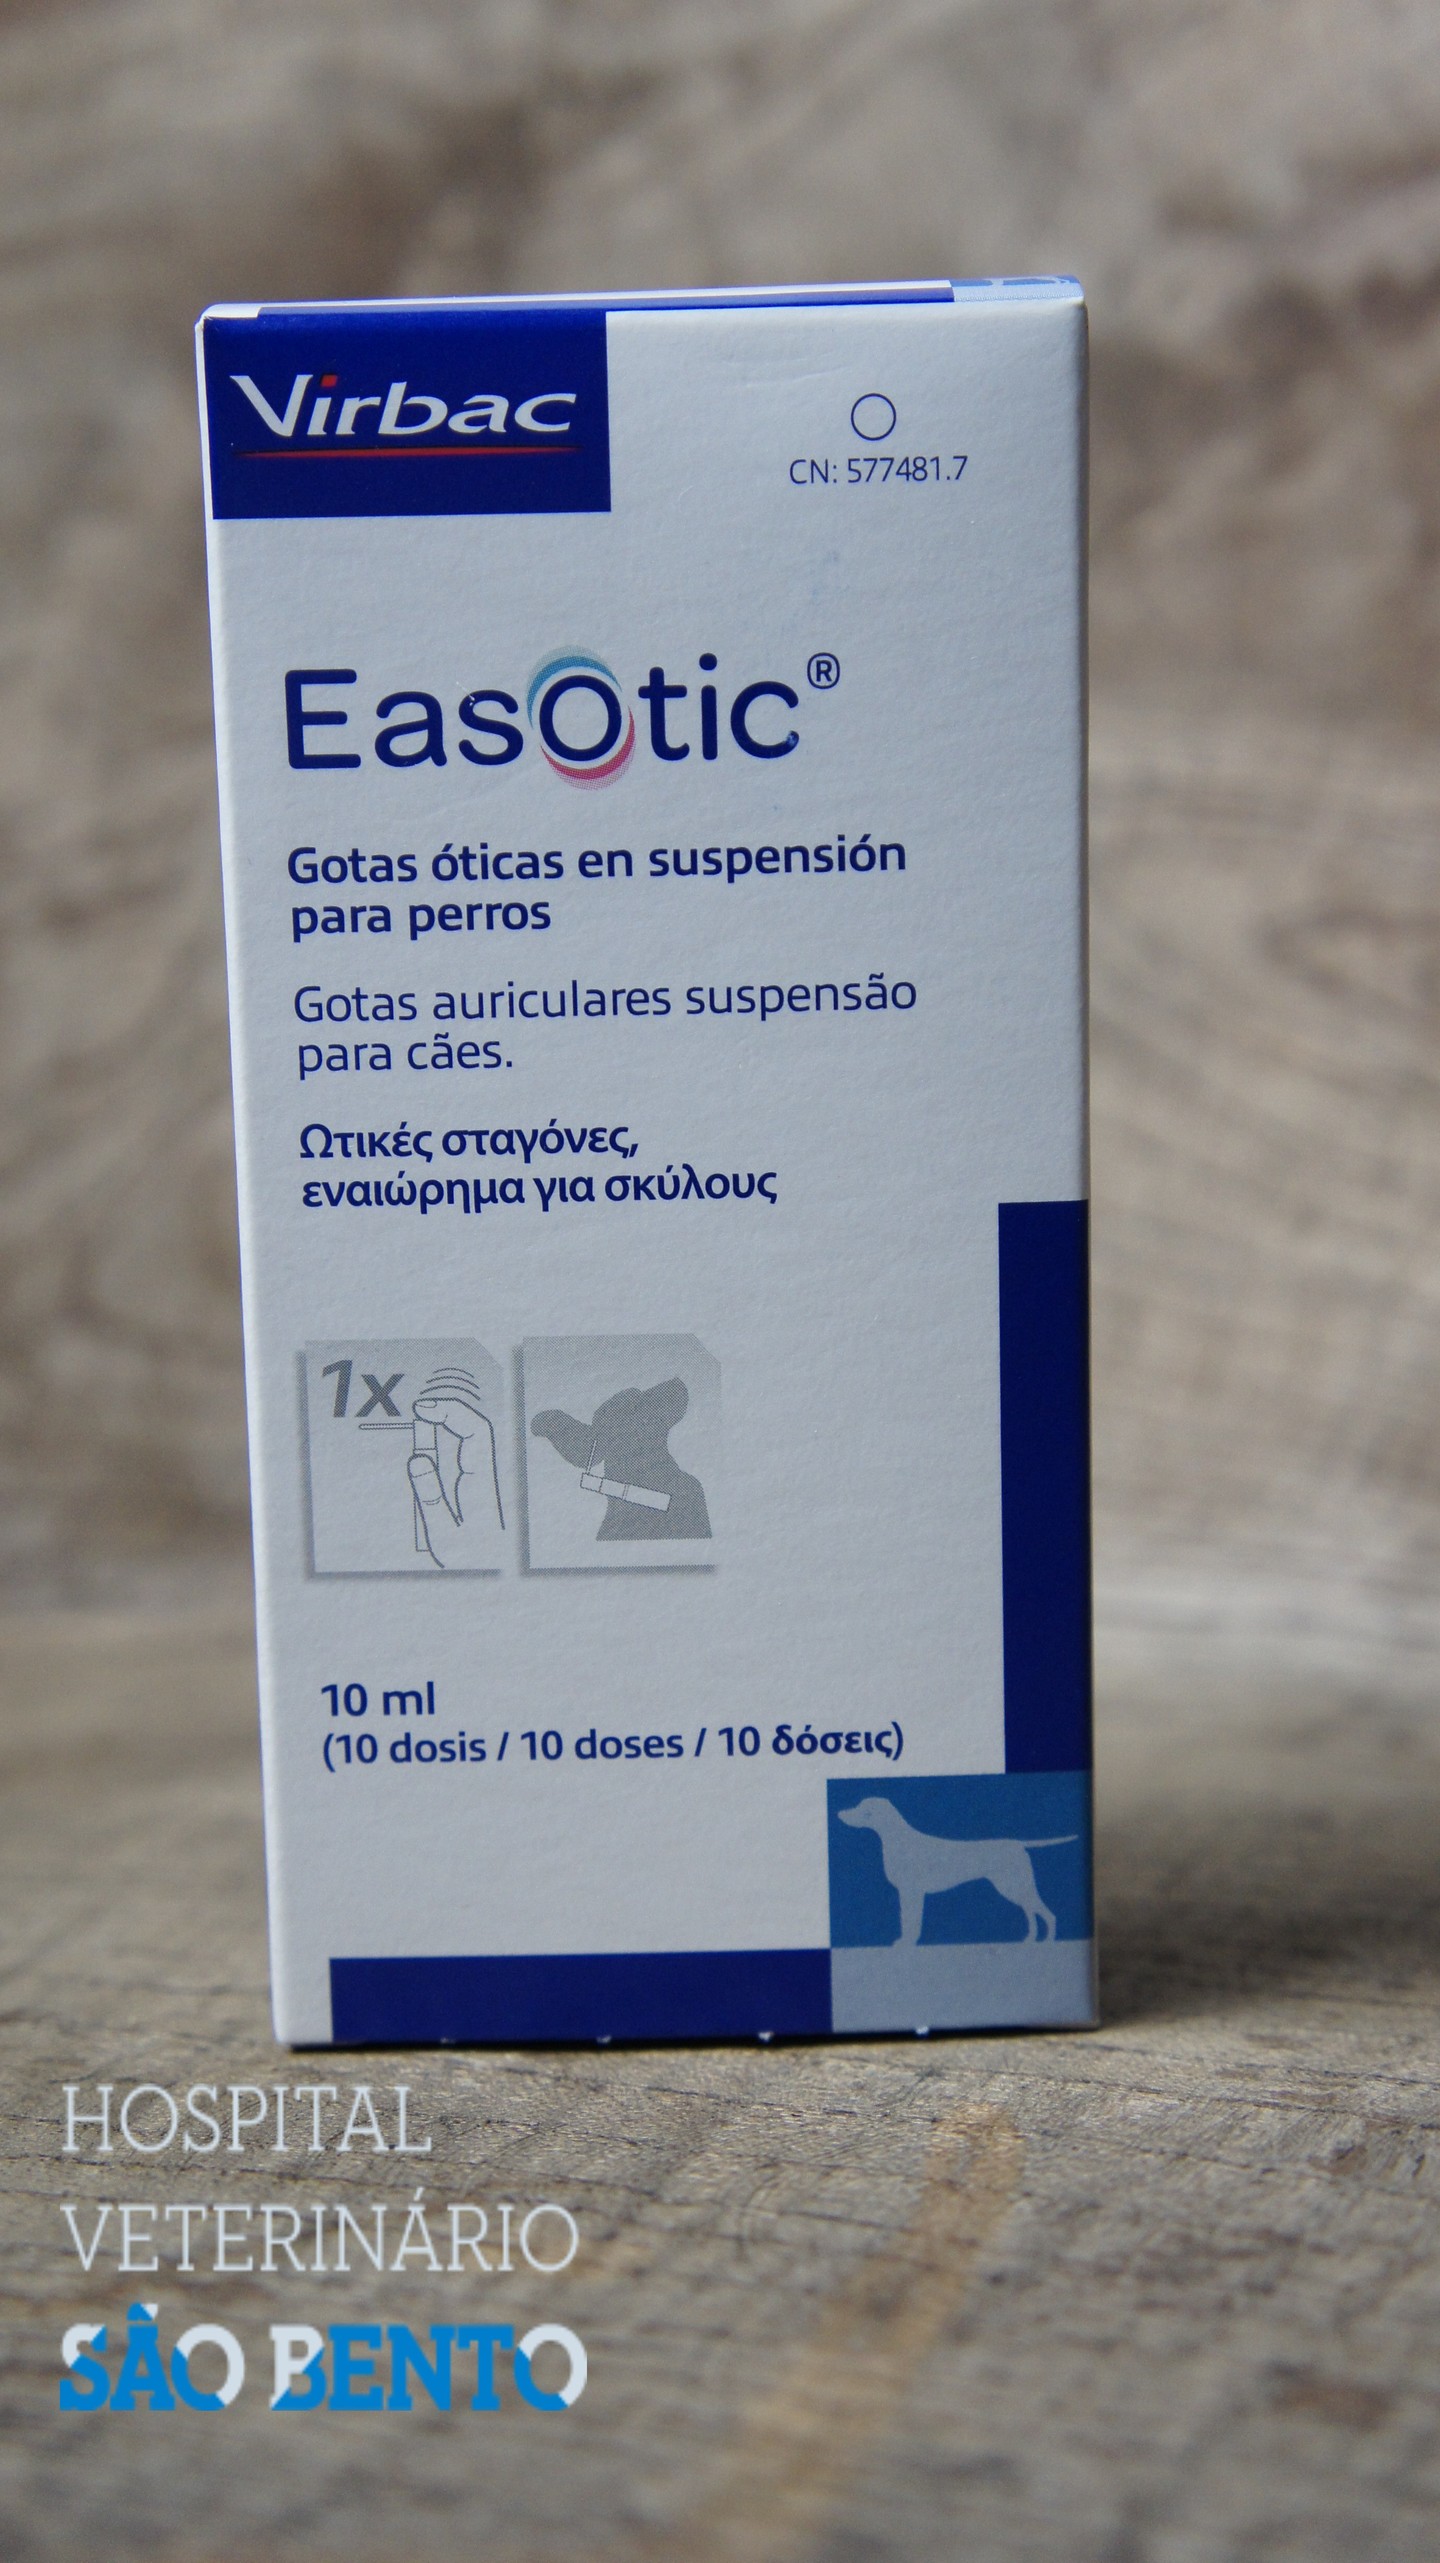 Virbac
CN: 577481.7
Easotic®
Gotas óticas en suspensión
para perros
Gotas auriculares suspensão
para cães.
Ωτικές σταγόνες,
εναιώρημα για σκύλους
1x
10 ml
(10 dosis / 10 doses / 10 δόσεις)
HOSPITAL
VETERINÁRIO
SÃO BENTO